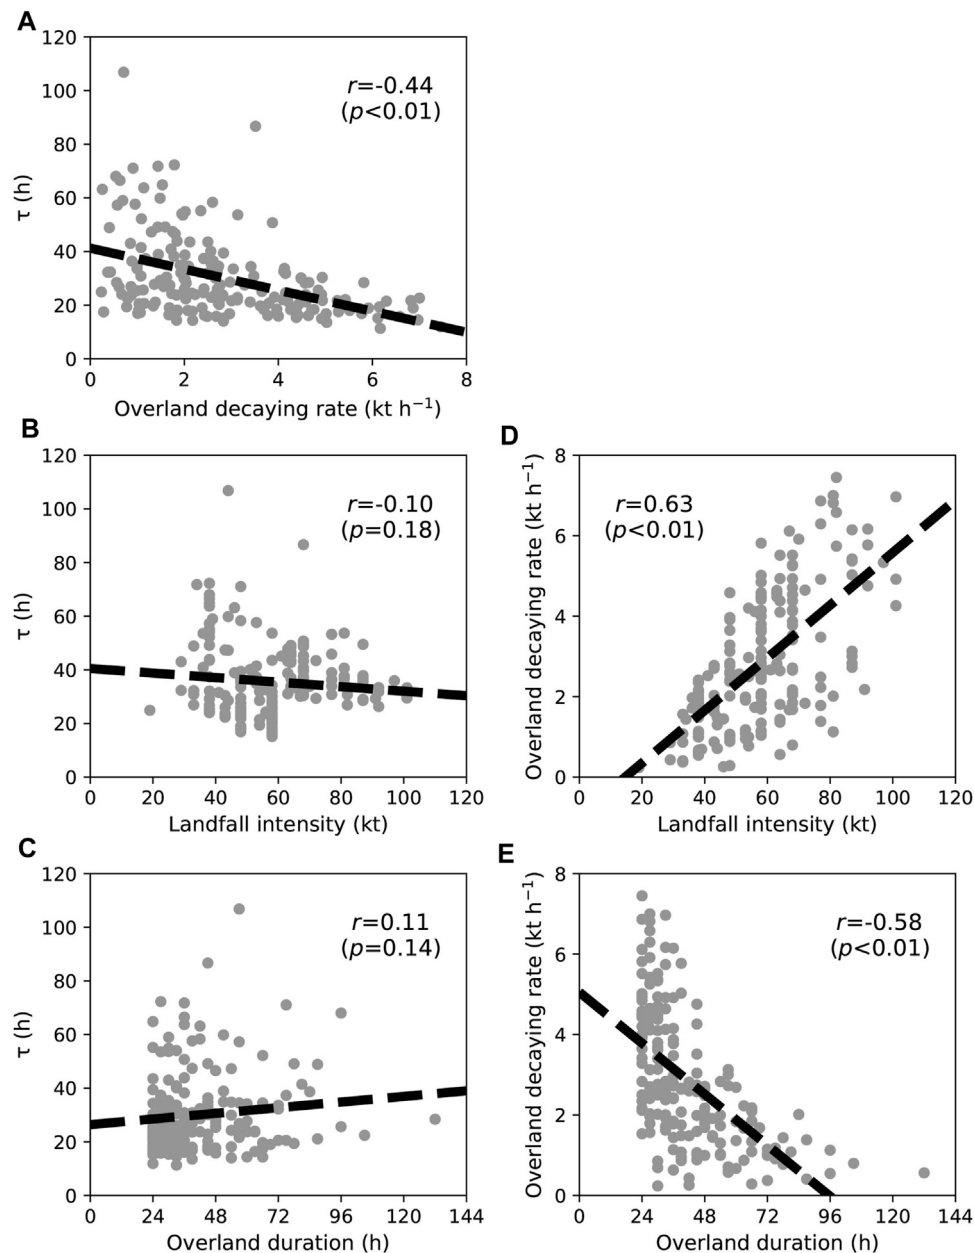 A
120
100
80
60
40
20
0
τ (h)
r=-0.44
(p<0.01)
0 2 4 6 8
Overland decaying rate (kt h⁻¹)
B
120
100
80
60
40
20
0
τ (h)
r=-0.10
(p=0.18)
0 20 40 60 80 100 120
Landfall intensity (kt)
C
120
100
80
60
40
20
0
τ (h)
r=0.11
(p=0.14)
0 24 48 72 96 120 144
Overland duration (h)
D
8
6
4
2
0
Overland decaying rate (kt h⁻¹)
r=0.63
(p<0.01)
0 20 40 60 80 100 120
Landfall intensity (kt)
E
8
6
4
2
0
Overland decaying rate (kt h⁻¹)
r=-0.58
(p<0.01)
0 24 48 72 96 120 144
Overland duration (h)